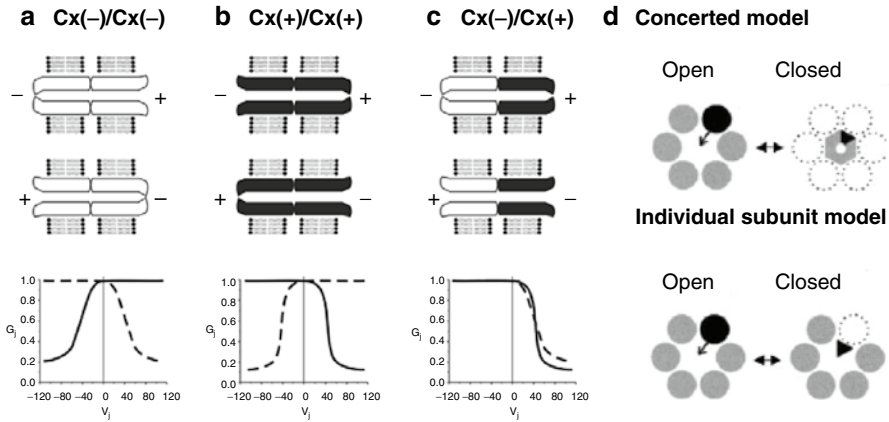 a Cx(–)/Cx(–)
b Cx(+)/Cx(+)
c Cx(–)/Cx(+)
d Concerted model
Open Closed
– +
– +
– +
+ –
+ –
+ –
Individual subunit model
Open Closed
1.0
0.8
0.6
0.4
0.2
0.0
Gj
–120 –80 –40 0 40 80 120
Vj
1.0
0.8
0.6
0.4
0.2
0.0
Gj
–120 –80 –40 0 40 80 120
Vj
1.0
0.8
0.6
0.4
0.2
0.0
Gj
–120 –80 –40 0 40 80 120
Vj